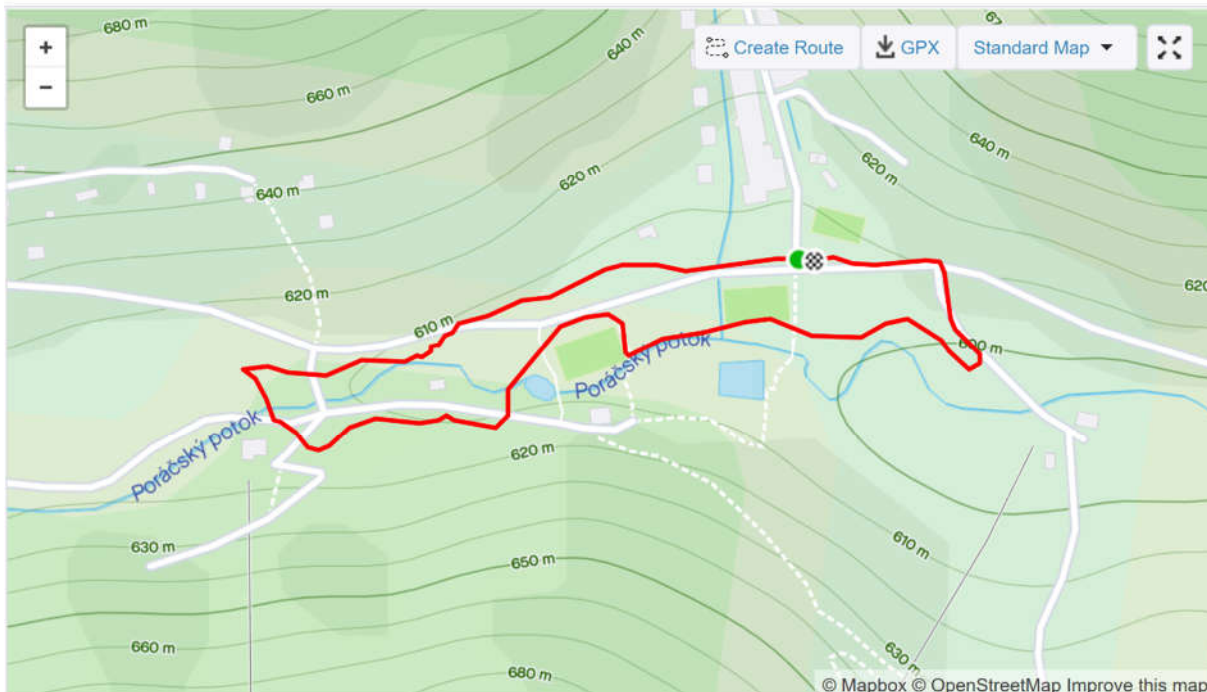 680 m
+
−
640 m
67
Create Route
GPX
Standard Map
660 m
620 m
620 m
640 m
640 m
620 m
620
610 m
600 m
Poráčský potok
Poráčský potok
620 m
610 m
630 m
650 m
660 m
680 m
630 m
© Mapbox © OpenStreetMap Improve this map